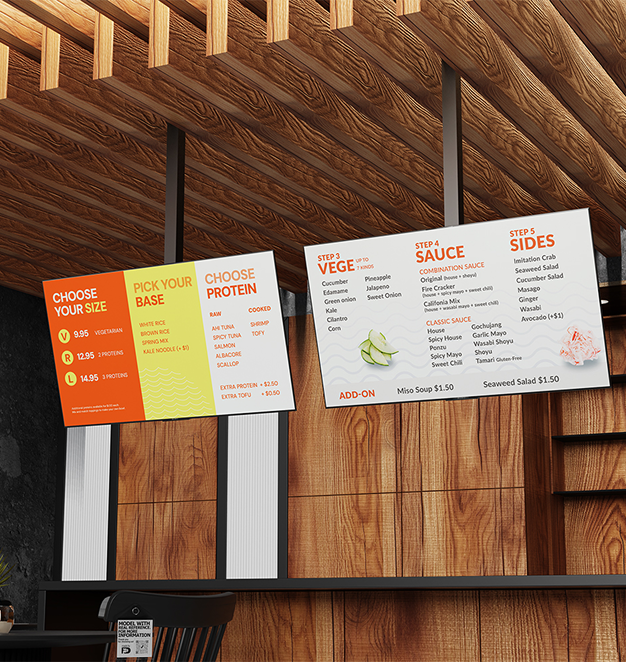 CHOOSE
YOUR SIZE
V 9.95 VEGETARIAN
R 12.95 2 PROTEINS
L 14.95 3 PROTEINS
PICK YOUR
BASE
WHITE RICE
BROWN RICE
SPRING MIX
KALE NOODLE (+ $1)
CHOOSE
PROTEIN
RAW
AHI TUNA
SPICY TUNA
SALMON
ALBACORE
SCALLOP
COOKED
SHRIMP
TOFY
EXTRA PROTEIN + $2.50
EXTRA TOFU + $0.50
STEP 3
VEGE UP TO
7 KINDS
Cucumber
Edamame
Green onion
Kale
Cilantro
Corn
Pineapple
Jalapeno
Sweet Onion
STEP 4
SAUCE
COMBINATION SAUCE
Original (house + shoyu)
Fire Cracker
(house + spicy mayo + sweet chili)
Califonia Mix
(house + wasabi mayo + sweet chili)
CLASSIC SAUCE
House
Spicy House
Ponzu
Spicy Mayo
Sweet Chili
Gochujang
Garlic Mayo
Wasabi Shoyu
Shoyu
Tamari Gluten-Free
STEP 5
SIDES
Imitation Crab
Seaweed Salad
Cucumber Salad
Masago
Ginger
Wasabi
Avocado (+$1)
ADD-ON Miso Soup $1.50 Seaweed Salad $1.50
MODEL WITH
REAL REFERENCE.
FOR MORE
INFORMATION